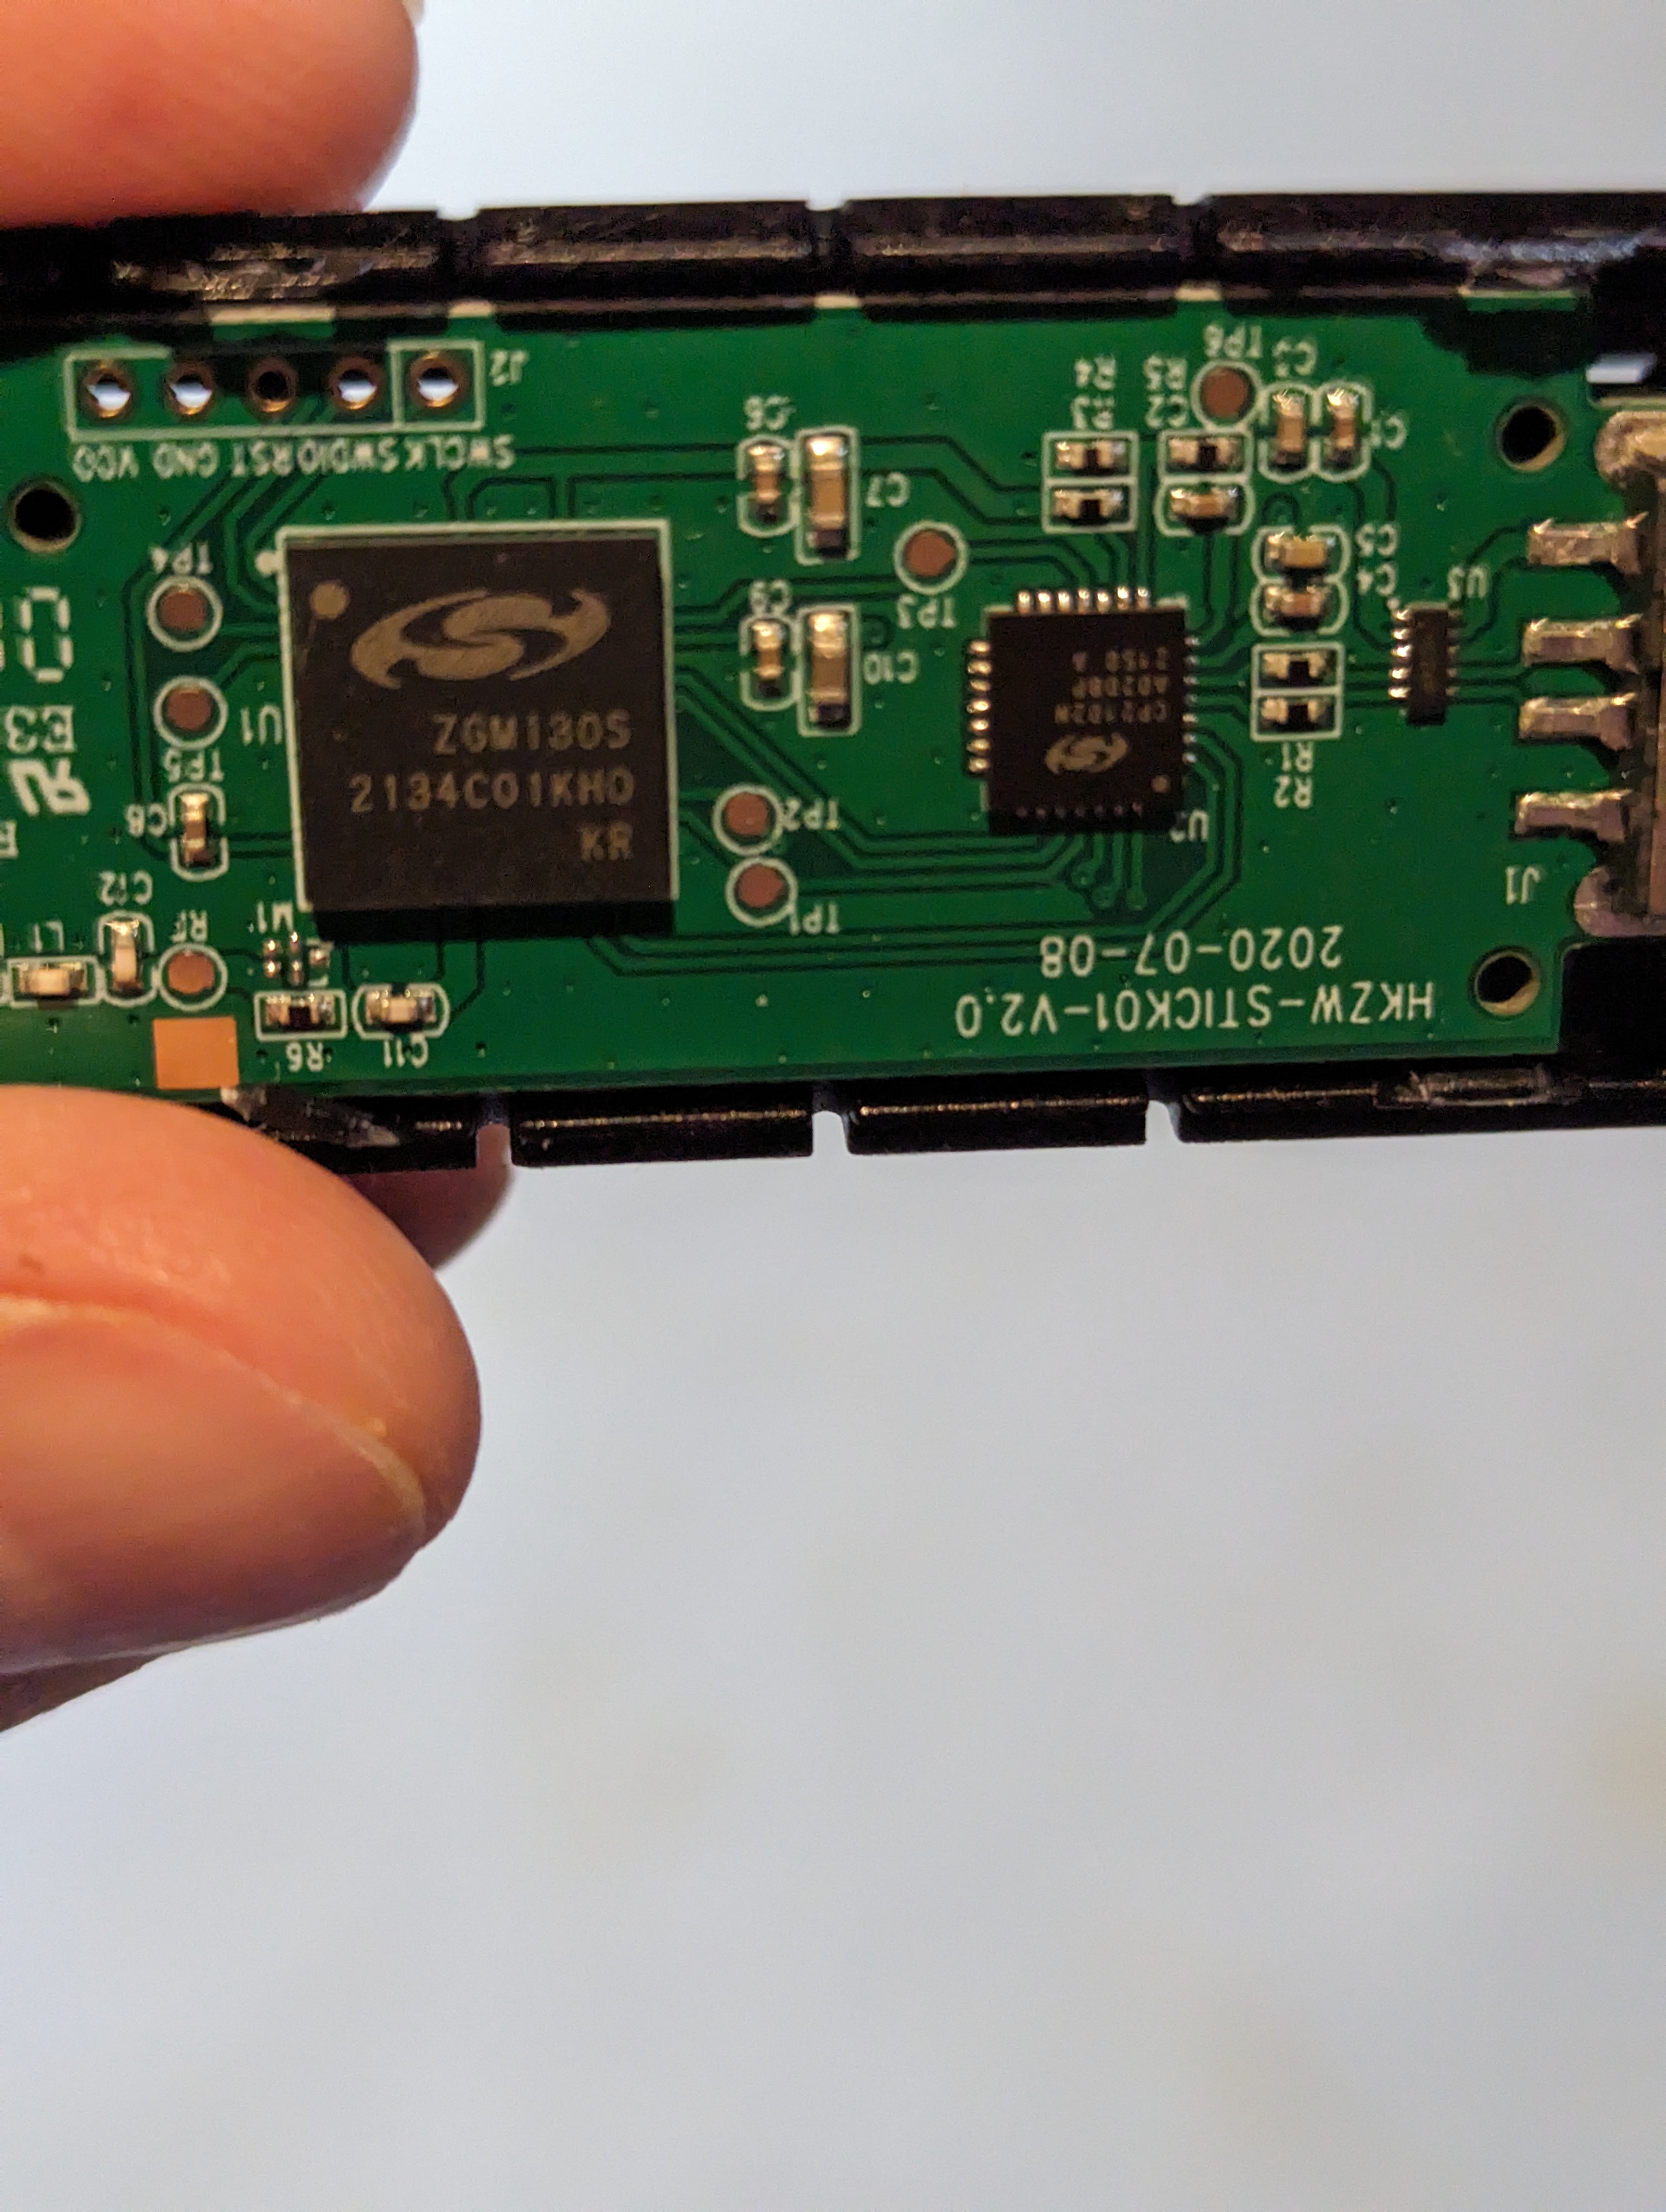 J2
VDD GND RST SWDIO SWCLK
TP4
U1
TP5
C8
C12
L1
RF
M1
R6
C11
ZGM130S
2134C01KHO
KR
C6
C7
C9
C10
TP3
TP2
TP1
R4
R3
R5
C2
TP6
C3
C1
C5
C4
U3
R1
R2
U2
CP2102N
A0208P
2150
J1
HKZW-STICK01-V2.0
2020-07-08